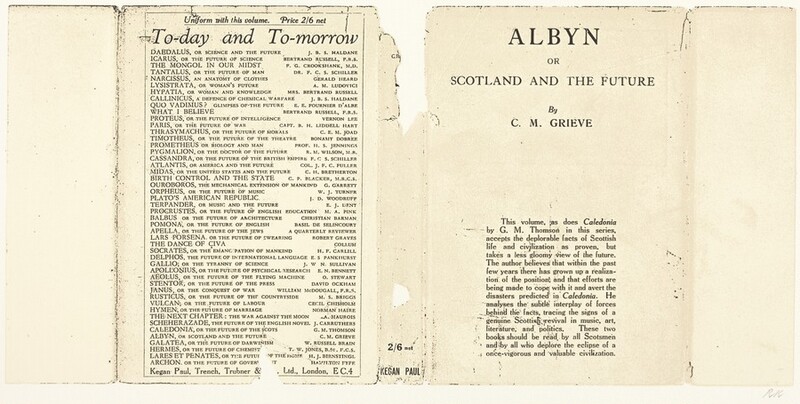 Uniform with this volume. Price 2/6 net
To-day and To-morrow
DAEDALUS, OR SCIENCE AND THE FUTURE J. B. S. HALDANE
ICARUS, OR THE FUTURE OF SCIENCE BERTRAND RUSSELL, F.R.S.
THE MONGOL IN OUR MIDST F. G. CROOKSHANK, M.D.
TANTALUS, OR THE FUTURE OF MAN DR. F. C. S. SCHILLER
NARCISSUS, AN ANATOMY OF CLOTHES GERALD HEARD
LYSISTRATA, OR WOMAN'S FUTURE A. M. LUDOVICI
HYPATIA, OR WOMAN AND KNOWLEDGE MRS. BERTRAND RUSSELL
CALLINICUS, A DEFENCE OF CHEMICAL WARFARE J. B. S. HALDANE
QUO VADIMUS? GLIMPSES OF THE FUTURE E. E. FOURNIER D'ALBE
WHAT I BELIEVE BERTRAND RUSSELL, F.R.S.
PROTEUS, OR THE FUTURE OF INTELLIGENCE VERNON LEE
PARIS, OR THE FUTURE OF WAR CAPT. B. H. LIDDELL HART
THRASYMACHUS, OR THE FUTURE OF MORALS C. E. M. JOAD
TIMOTHEUS, OR THE FUTURE OF THE THEATRE BONAMY DOBREE
PROMETHEUS OR BIOLOGY AND MAN PROF. H. S. JENNINGS
PYGMALION, OR THE DOCTOR OF THE FUTURE R. M. WILSON, M.B.
CASSANDRA, OR THE FUTURE OF THE BRITISH EMPIRE F. C. S. SCHILLER
ATLANTIS, OR AMERICA AND THE FUTURE COL. J. F. C. FULLER
MIDAS, OR THE UNITED STATES AND THE FUTURE C. H. BRETHERTON
BIRTH CONTROL AND THE STATE C. P. BLACKER, M.R.C.S.
OUROBOROS, THE MECHANICAL EXTENSION OF MANKIND G. GARRETT
ORPHEUS, OR THE FUTURE OF MUSIC W. J. TURNER
PLATO'S AMERICAN REPUBLIC J. D. WOODRUFF
TERPANDER, OR MUSIC AND THE FUTURE E. J. DENT
PROCRUSTES, OR THE FUTURE OF ENGLISH EDUCATION M. A. PINK
BALBUS OR THE FUTURE OF ARCHITECTURE CHRISTIAN BARMAN
POMONA, OR THE FUTURE OF ENGLISH BASIL DE SELINCOURT
APELLA, OR THE FUTURE OF THE JEWS A QUARTERLY REVIEWER
LARS PORSENA, OR THE FUTURE OF SWEARING ROBERT GRAVES
THE DANCE OF ÇIVA COLLUM
SOCRATES, OR THE EMANCIPATION OF MANKIND H. F. CARLILL
DELPHOS, THE FUTURE OF INTERNATIONAL LANGUAGE E. S. PANKHURST
GALLIO; OR THE TYRANNY OF SCIENCE J. W N. SULLIVAN
APOLLONIUS, OR THE FUTURE OF PSYCHICAL RESEARCH E. N. BENNETT
AEOLUS, OR THE FUTURE OF THE FLYING MACHINE O. STEWART
STENTOR, OR THE FUTURE OF THE PRESS DAVID OCKHAM
JANUS, OR THE CONQUEST OF WAR WILLIAM McDOUGALL, F.R.S.
RUSTICUS, OR THE FUTURE OF THE COUNTRYSIDE M. S. BRIGGS
VULCAN; OR THE FUTURE OF LABOUR CECIL CHISHOLM
HYMEN, OR THE FUTURE OF MARRIAGE NORMAN HAIRE
THE NEXT CHAPTER: THE WAR AGAINST THE MOON A. MAUROIS
SCHEHERAZADE, THE FUTURE OF THE ENGLISH NOVEL J. CARRUTHERS
CALEDONIA, OR THE FUTURE OF THE SCOTS G. M. THOMSON
ALBYN, OR SCOTLAND AND THE FUTURE C. M. GRIEVE
GALATEA, OR THE FUTURE OF DARWINISM W. RUSSELL BRAIN
HERMES, OR THE FUTURE OF CHEMIST T. W. JONES, B.Sc., F.C.S.
LARES ET PENATES, OR THE FUTURE OF THE HOME H. J. BIRNSTINGL
ARCHON, OR THE FUTURE OF GOVER HAMILTON FYFE
Kegan Paul, Trench, Trubner & Ltd., London, E.C.4
2/6 net
KEGAN PAUL
ALBYN
OR
SCOTLAND AND THE FUTURE
By
C. M. GRIEVE
This volume, as does Caledonia
by G. M. Thomson in this series,
accepts the deplorable facts of Scottish
life and civilization as proven, but
takes a less gloomy view of the future.
The author believes that within the past
few years there has grown up a realiza-
tion of the position; and that efforts are
being made to cope with it and avert the
disasters predicted in Caledonia. He
analyses the subtle interplay of forces
behind the facts, tracing the signs of a
genuine Scottish revival in music, art,
literature, and politics. These two
books should be read by all Scotsmen
and by all who deplore the eclipse of a
once-vigorous and valuable civilization.